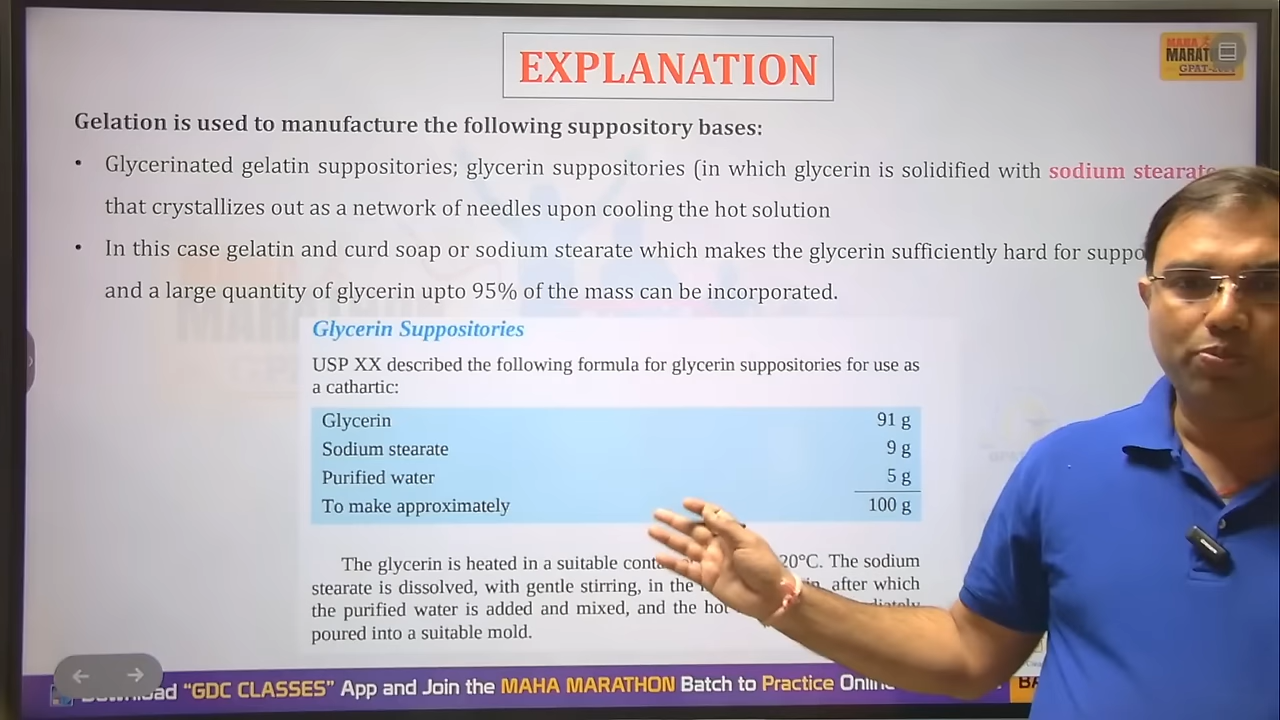 EXPLANATION
MARAT
GPAT-
Gelation is used to manufacture the following suppository bases:
• Glycerinated gelatin suppositories; glycerin suppositories (in which glycerin is solidified with sodium stearate
that crystallizes out as a network of needles upon cooling the hot solution
• In this case gelatin and curd soap or sodium stearate which makes the glycerin sufficiently hard for suppo
and a large quantity of glycerin upto 95% of the mass can be incorporated.
Glycerin Suppositories
USP XX described the following formula for glycerin suppositories for use as
a cathartic:
Glycerin 91 g
Sodium stearate 9 g
Purified water 5 g
To make approximately 100 g
The glycerin is heated in a suitable cont 20°C. The sodium
stearate is dissolved, with gentle stirring, in the in, after which
the purified water is added and mixed, and the hot diately
poured into a suitable mold.
"GDC CLASSES" App and Join the MAHA MARATHON Batch to Practice Online